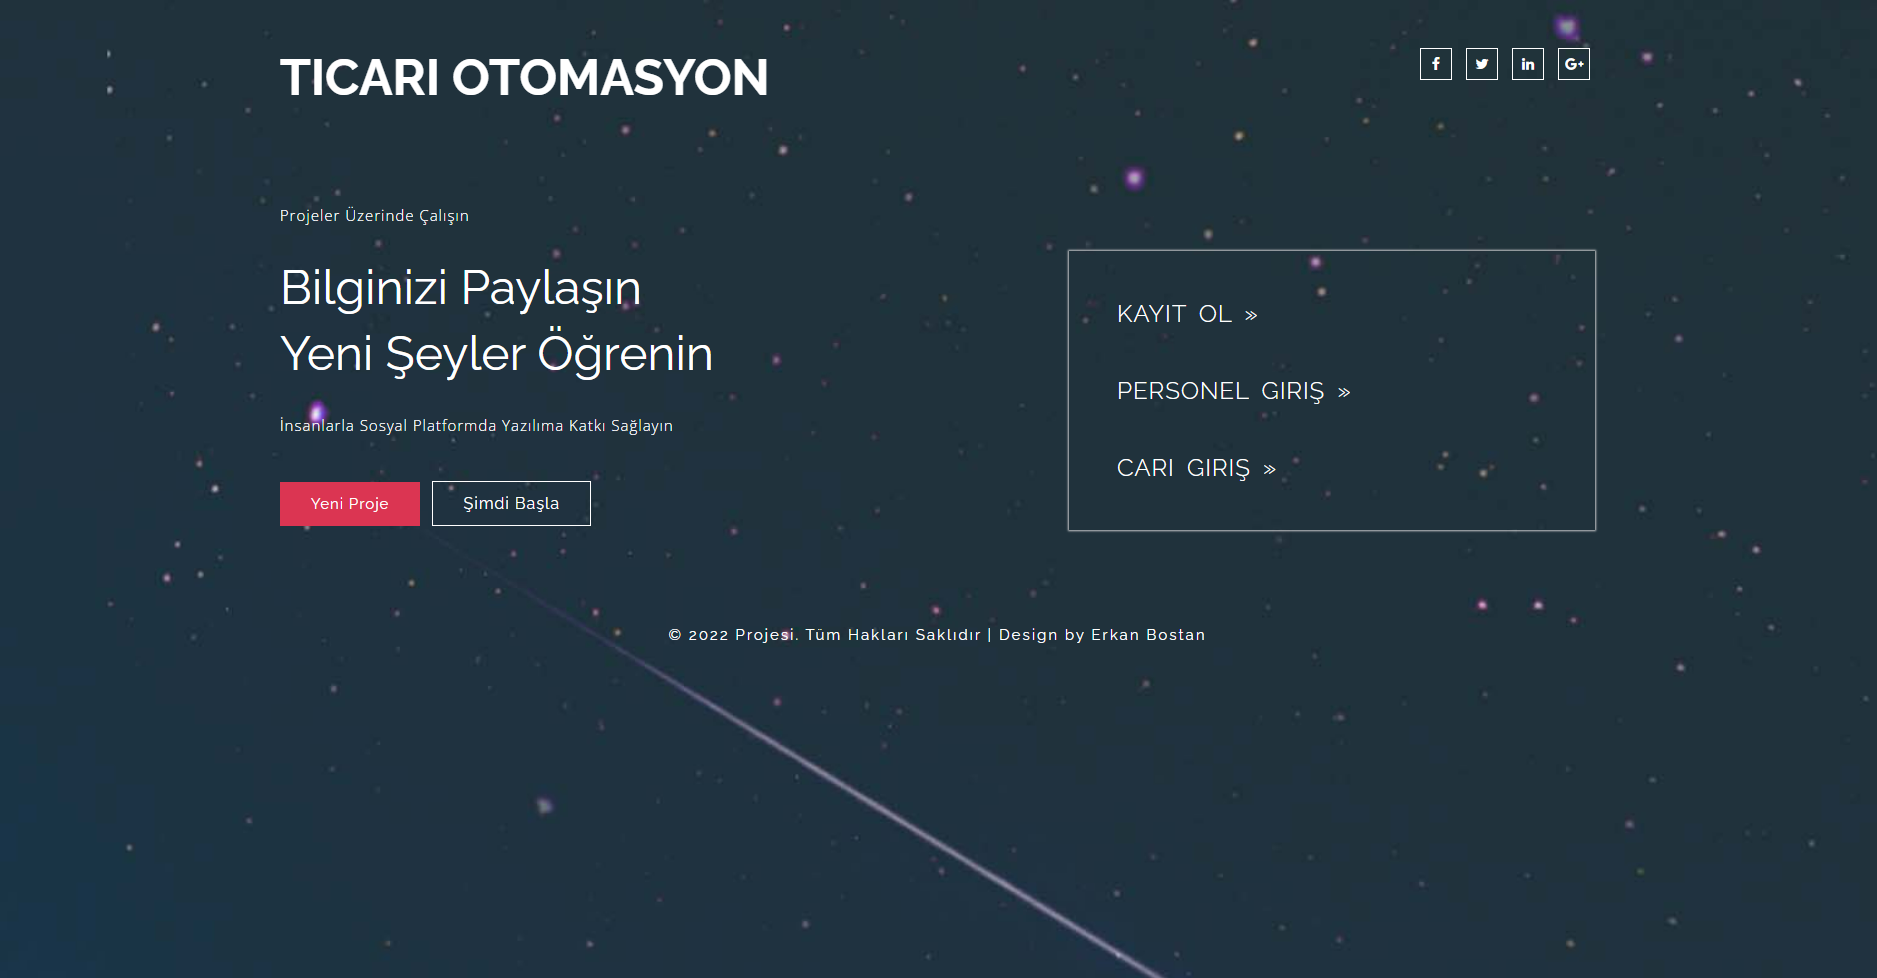 TICARI OTOMASYON
Projeler Üzerinde Çalışın
Bilginizi Paylaşın
Yeni Şeyler Öğrenin
İnsanlarla Sosyal Platformda Yazılıma Katkı Sağlayın
Yeni Proje
Şimdi Başla
KAYIT OL »
PERSONEL GIRIŞ »
CARI GIRIŞ »
© 2022 Projesi. Tüm Hakları Saklıdır | Design by Erkan Bostan